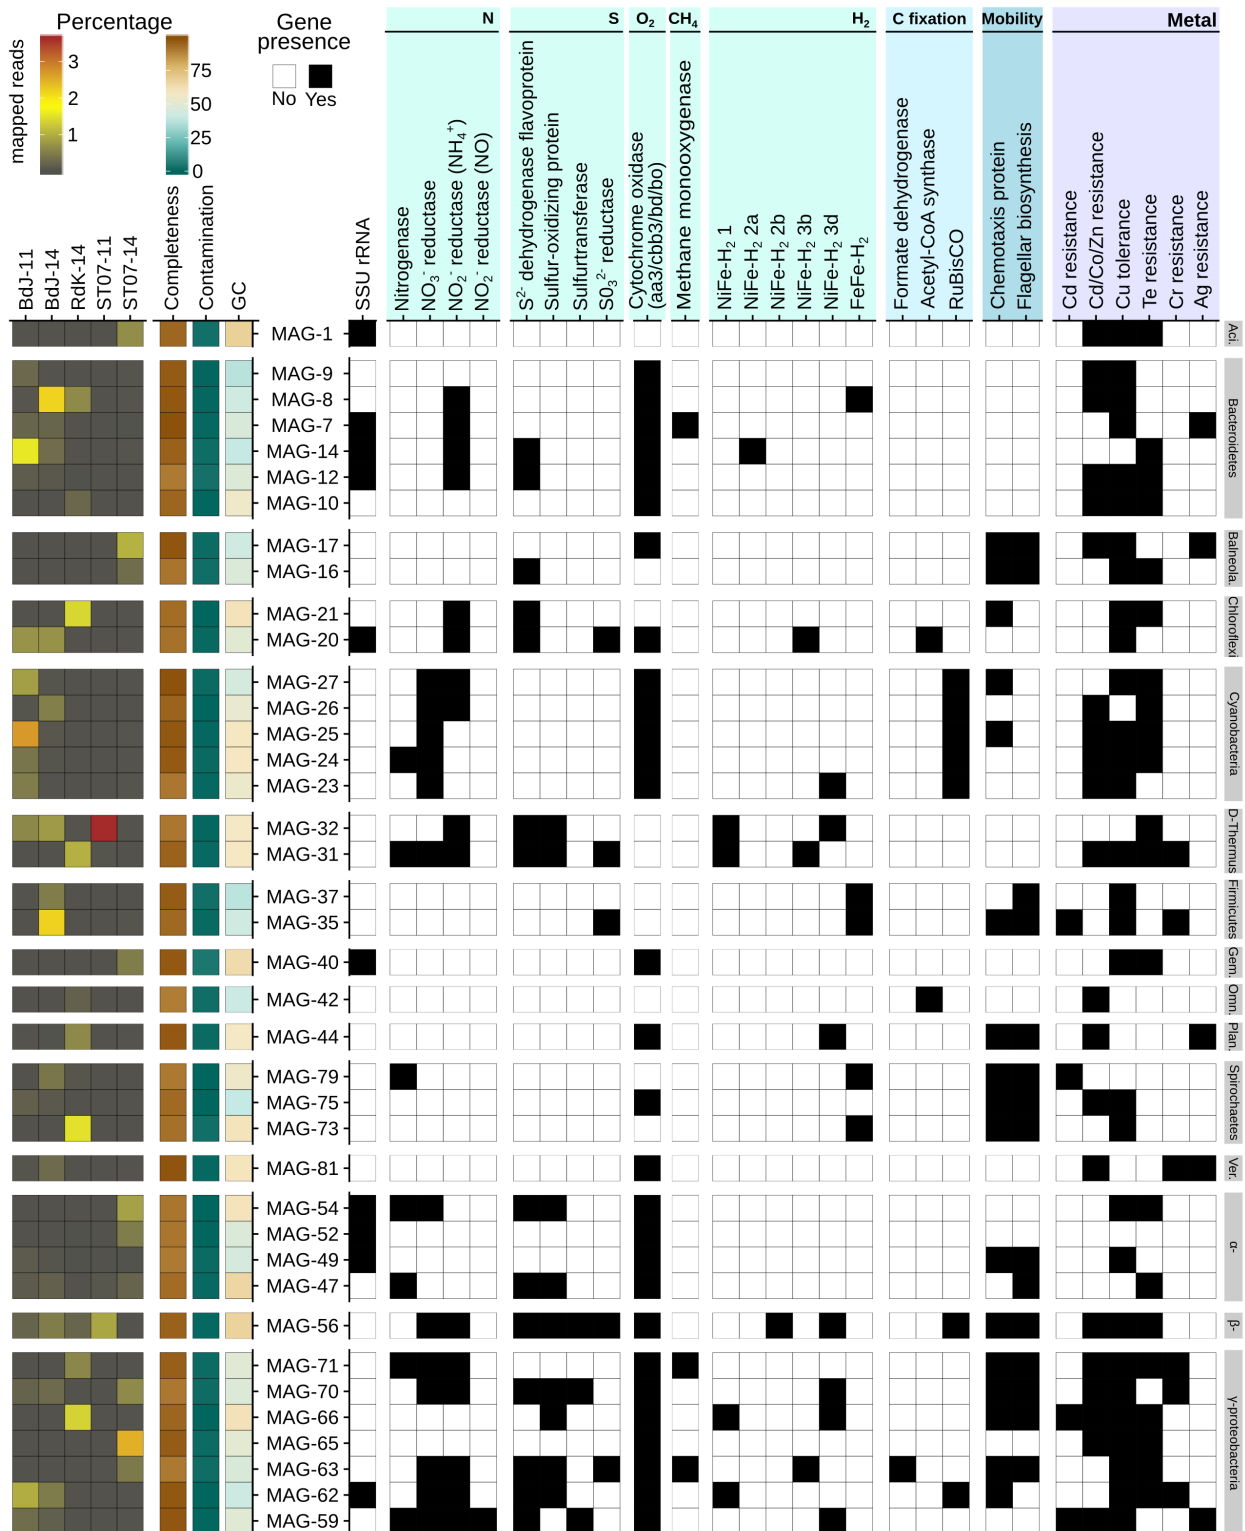 Percentage
mapped reads
3
2
1
75
50
25
0
Gene
presence
No Yes
N
S
O₂
CH₄
H₂
C fixation
Mobility
Metal
BdJJ-11
BdJJ-14
RdK-14
ST07-11
ST07-14
Completeness
Contamination
GC
SSU rRNA
Nitrogenase
NO₃⁻ reductase
NO₂⁻ reductase (NH₄⁺)
NO₂⁻ reductase (NO)
S²⁻ dehydrogenase flavoprotein
Sulfur-oxidizing protein
Sulfurtransferase
S0₃²⁻ reductase
Cytochrome oxidase
(aa3/cbb3/bd/bo)
Methane monooxygenase
NiFe-H₂ 1
NiFe-H₂ 2a
NiFe-H₂ 2b
NiFe-H₂ 3b
NiFe-H₂ 3d
FeFe-H₂
Formate dehydrogenase
Acetyl-CoA synthase
RuBisCO
Chemotaxis protein
Flagellar biosynthesis
Cd resistance
Cd/Co/Zn resistance
Cu tolerance
Te resistance
Cr resistance
Ag resistance
MAG-1
Aci.
MAG-9
MAG-8
MAG-7
MAG-14
MAG-12
MAG-10
Bacteroidetes
MAG-17
MAG-16
Balneola.
MAG-21
MAG-20
Chloroflexi
MAG-27
MAG-26
MAG-25
MAG-24
MAG-23
Cyanobacteria
MAG-32
MAG-31
D-Thermus
MAG-37
MAG-35
Firmicutes
MAG-40
Gem.
MAG-42
Omn.
MAG-44
Plan.
MAG-79
MAG-75
MAG-73
Spirochaetes
MAG-81
Ver.
MAG-54
MAG-52
MAG-49
MAG-47
α-
MAG-56
β-
MAG-71
MAG-70
MAG-66
MAG-65
MAG-63
MAG-62
MAG-59
γ-proteobacteria